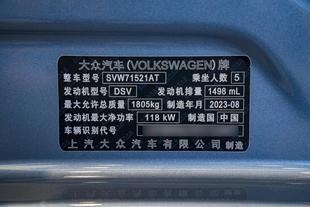 大众汽车(VOLKSWAGEN)牌
整车型号 SVW71521AT 乘坐人数 5
发动机型号 DSV 发动机排量 1498 mL
最大允许总质量 1805kg 制造年月 2023-08
发动机最大净功率 118 kW 制造国 中国
车辆识别代号
上汽大众汽车有限公司